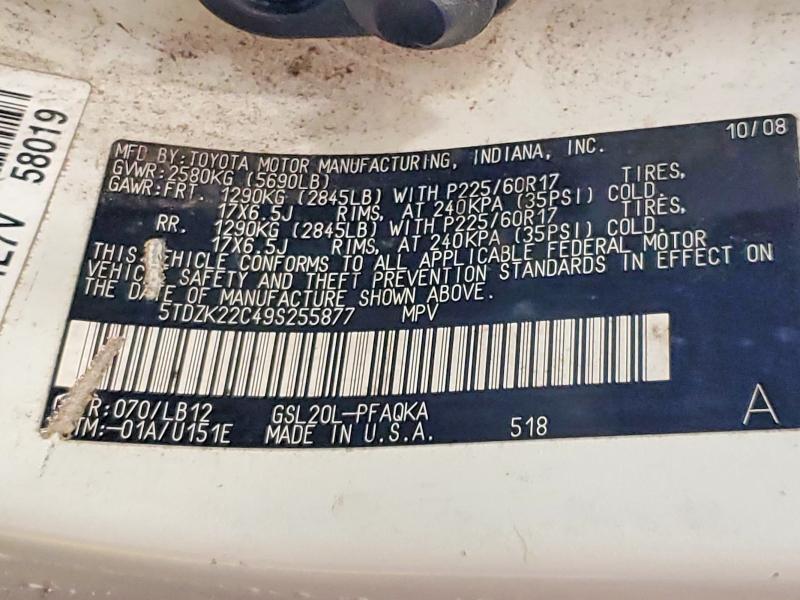 58019
10/08
MFD BY:TOYOTA MOTOR MANUFACTURING, INDIANA, INC.
GVWR:2580KG (5690LB)
GAWR:FRT. 1290KG (2845LB) WITH P225/60R17 TIRES,
17X6.5J RIMS, AT 240KPA (35PSI) COLD.
RR. 1290KG (2845LB) WITH P225/60R17 TIRES,
17X6.5J RIMS, AT 240KPA (35PSI) COLD.
THIS VEHICLE CONFORMS TO ALL APPLICABLE FEDERAL MOTOR
VEHICLE SAFETY AND THEFT PREVENTION STANDARDS IN EFFECT ON
THE DATE OF MANUFACTURE SHOWN ABOVE.
5TDZK22C49S255877 MPV
:070/LB12 GSL20L-PFAQKA
:-01A/U151E MADE IN U.S.A. 518
A